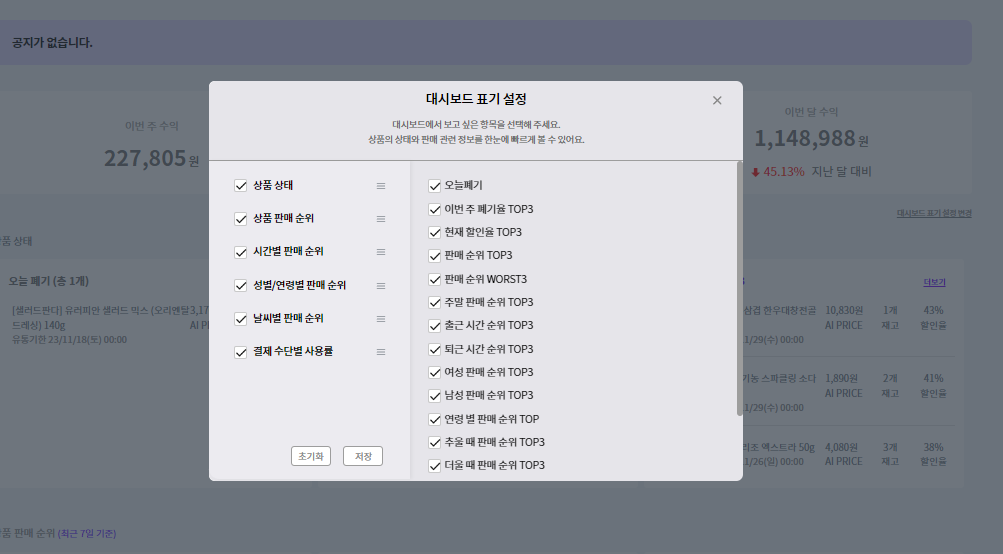 공지가 없습니다.
이번 주 수익
227,805 원
이번 달 수익
1,148,988 원
45.13% 지난 달 대비
대시보드 표기 설정 변경
대시보드 표기 설정
대시보드에서 보고 싶은 항목을 선택해 주세요.
상품의 상태와 판매 관련 정보를 한눈에 빠르게 볼 수 있어요.
상품 상태
상품 판매 순위
시간별 판매 순위
성별/연령별 판매 순위
날씨별 판매 순위
결제 수단별 사용률
초기화
저장
오늘폐기
이번 주 폐기율 TOP3
현재 할인율 TOP3
판매 순위 TOP3
판매 순위 WORST3
주말 판매 순위 TOP3
출근 시간 순위 TOP3
퇴근 시간 순위 TOP3
여성 판매 순위 TOP3
남성 판매 순위 TOP3
연령 별 판매 순위 TOP
추울 때 판매 순위 TOP3
더울 때 판매 순위 TOP3
품 상태
오늘 폐기 (총 1개)
[샐러드판다] 유러피안 샐러드 믹스 (오리엔탈 3,17
드레싱) 140g AI PI
유통기한 23/11/18(토) 00:00
3
더보기
삼겹 한우대창전골 10,830원 1개 43%
AI PRICE 재고 할인율
1/29(수) 00:00
기농 스파클링 소다 1,890원 2개 41%
AI PRICE 재고 할인율
1/29(수) 00:00
리조 엑스트라 50g 4,080원 3개 38%
1/26(일) 00:00 AI PRICE 재고 할인율
품 판매 순위 (최근 7일 기준)